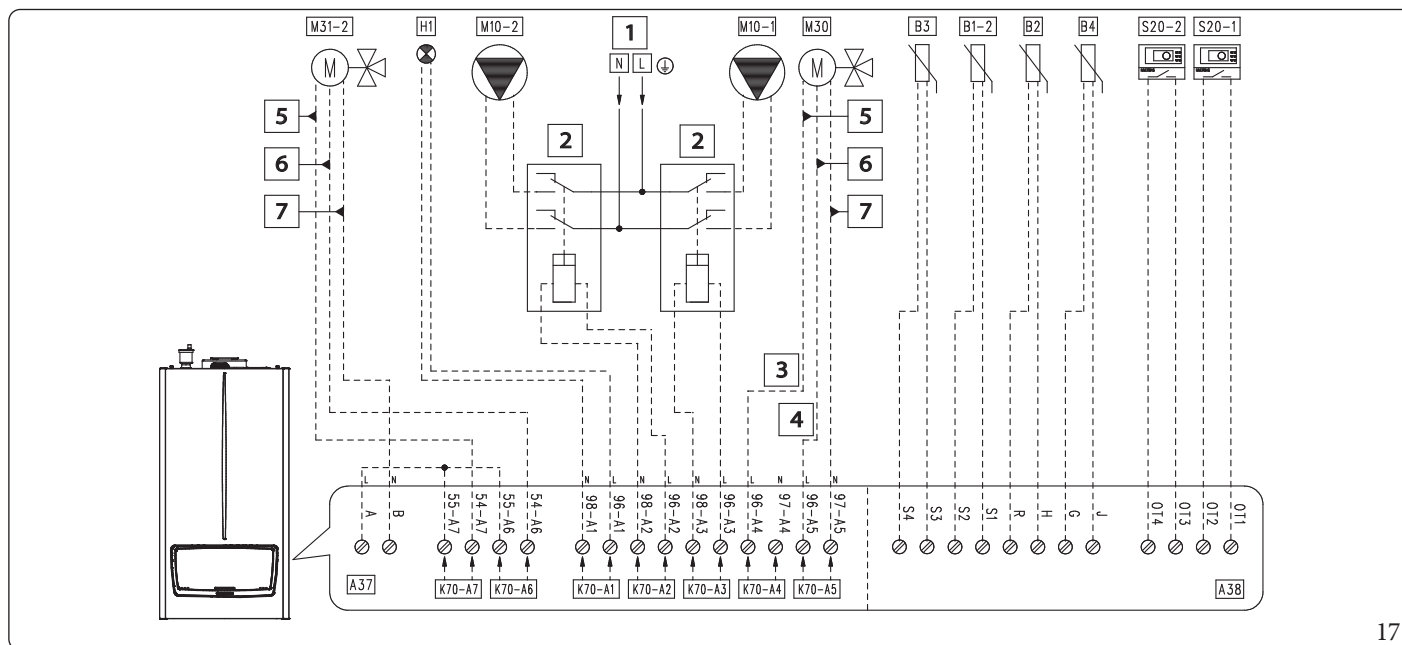 M31-2 H1 M10-2 1 M10-1 M30 B3 B1-2 B2 B4 S20-2 S20-1
M N L M
5 5
2 2
6 6
7 7
3
4
L N N L N L N L L N L N
A B 55-A7 54-A7 55-A6 54-A6 98-A1 96-A1 98-A2 96-A2 98-A3 96-A3 96-A4 97-A4 96-A5 97-A5 S4 S3 S2 S1 R H G J OT4 OT3 OT2 OT1
A37 K70-A7 K70-A6 K70-A1 K70-A2 K70-A3 K70-A4 K70-A5 A38
17